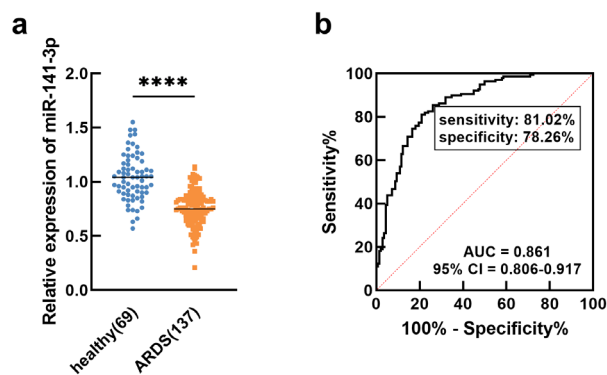 a
Relative expression of miR-141-3p
2.0
1.5
1.0
0.5
0.0
****
healthy(69)
ARDS(137)
b
Sensitivity%
100
80
60
40
20
0
sensitivity: 81.02%
specificity: 78.26%
AUC = 0.861
95% CI = 0.806-0.917
0 20 40 60 80 100
100% - Specificity%